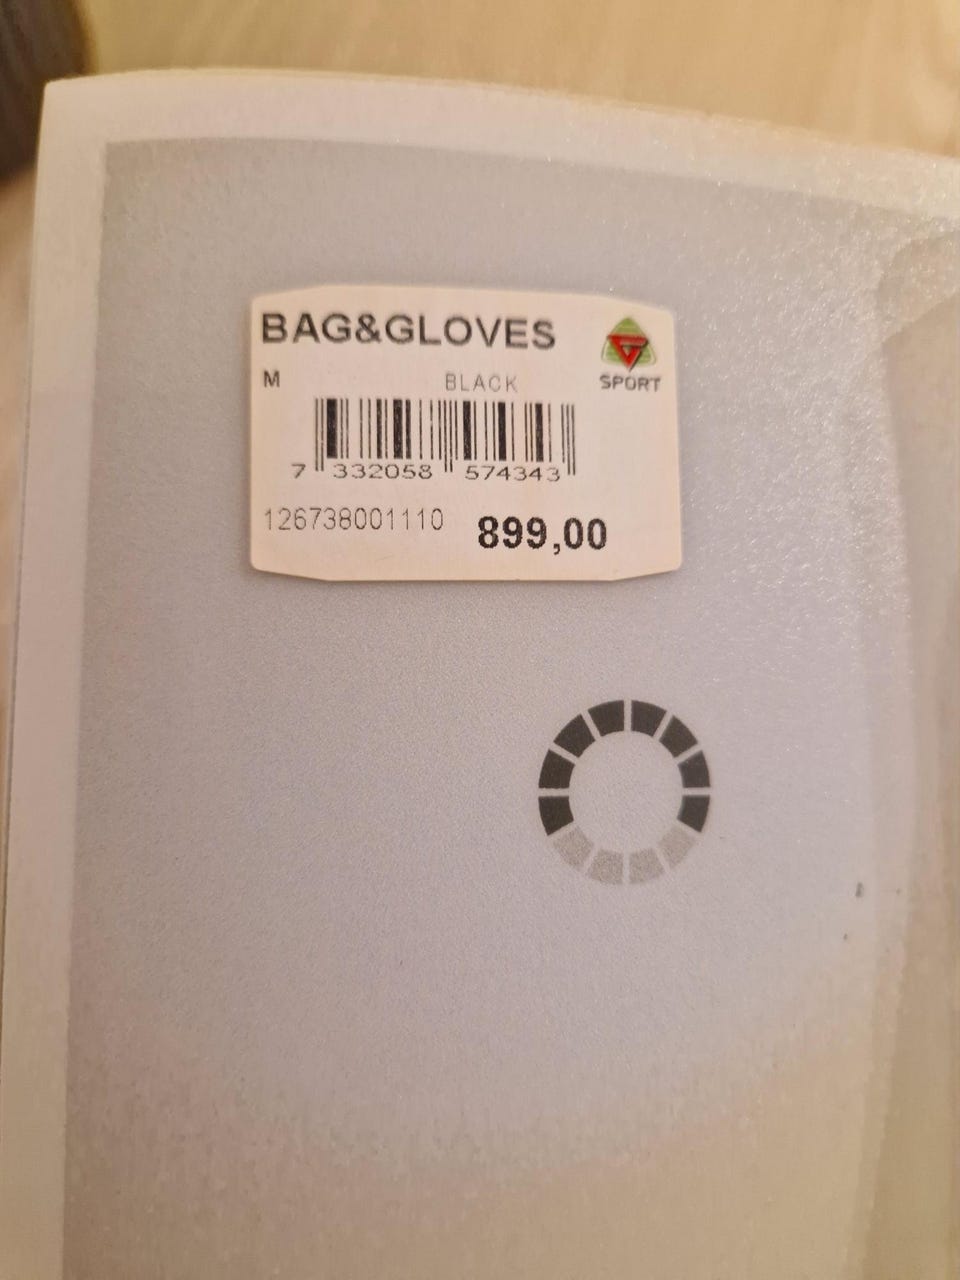 BAG&GLOVES
SPORT
M BLACK
7 332058 574343
126738001110 899,00